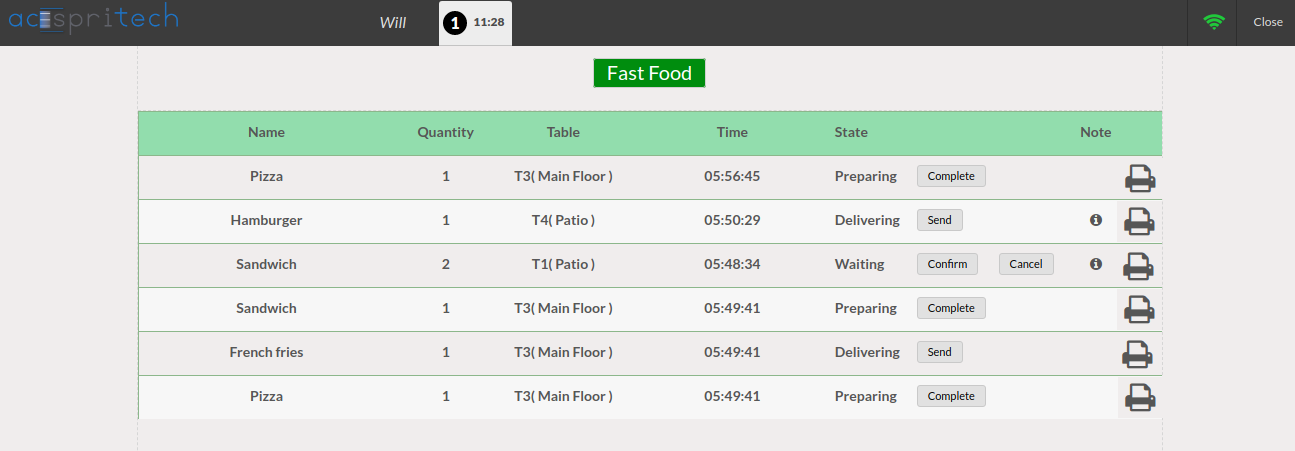 acespritech Will 1 11:28 Close
Fast Food
Name Quantity Table Time State Note
Pizza 1 T3( Main Floor ) 05:56:45 Preparing Complete
Hamburger 1 T4( Patio ) 05:50:29 Delivering Send
Sandwich 2 T1( Patio ) 05:48:34 Waiting Confirm Cancel
Sandwich 1 T3( Main Floor ) 05:49:41 Preparing Complete
French fries 1 T3( Main Floor ) 05:49:41 Delivering Send
Pizza 1 T3( Main Floor ) 05:49:41 Preparing Complete